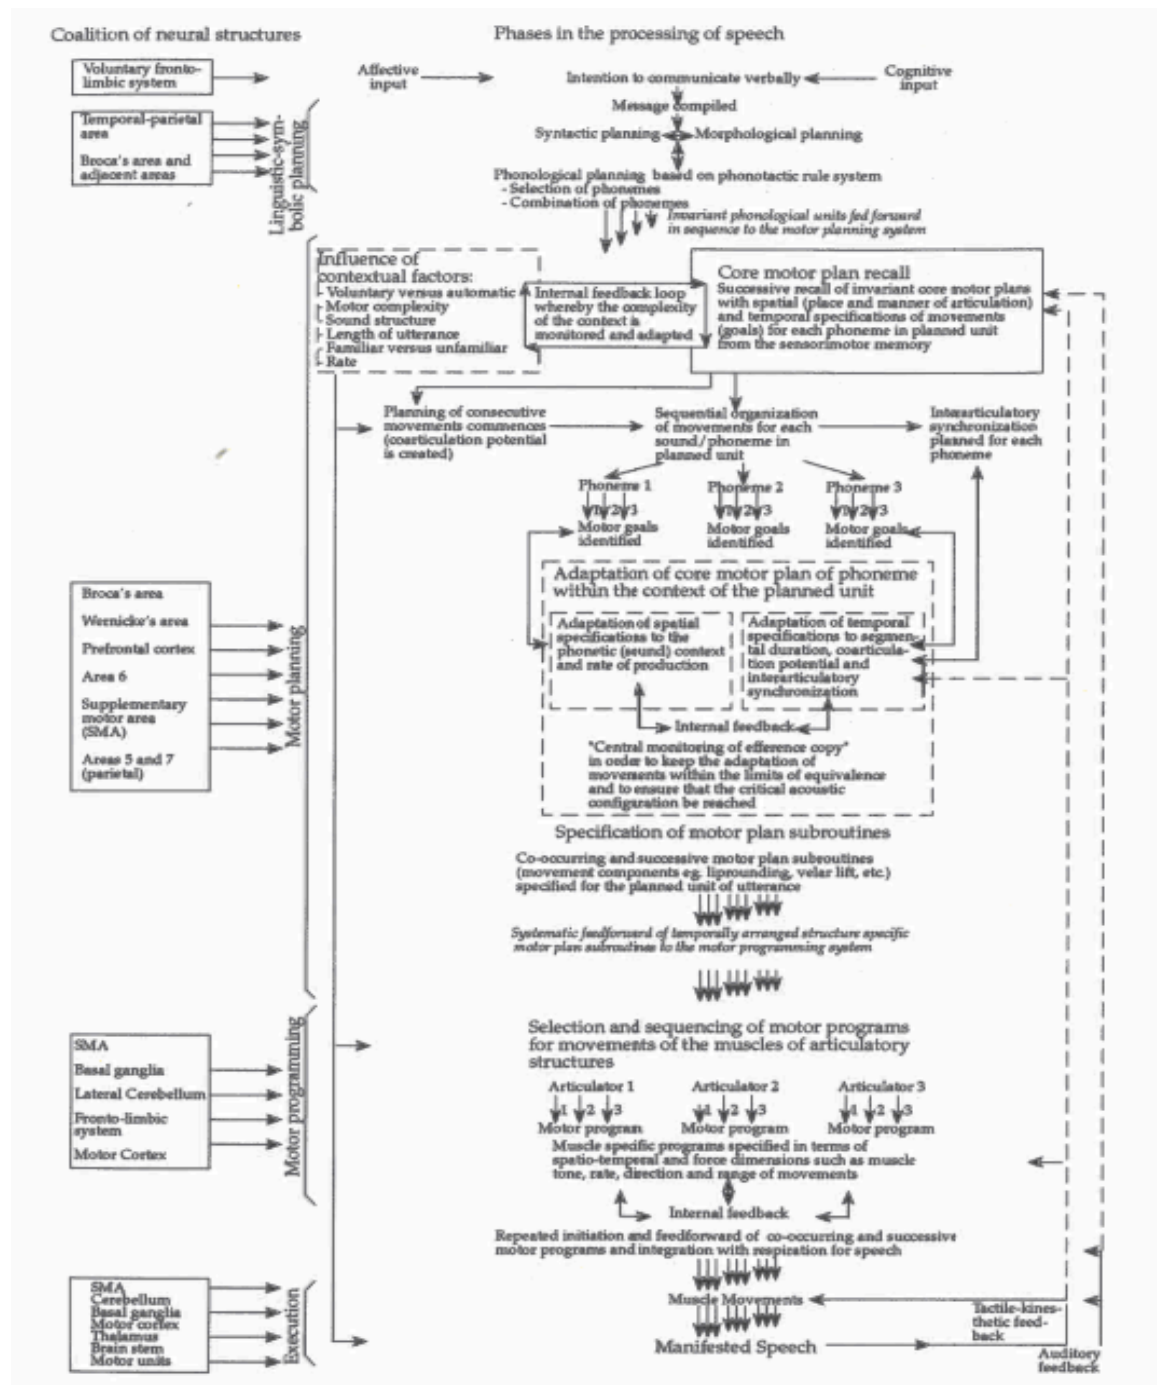 Coalition of neural structures
Phases in the processing of speech
Voluntary fronto-
limbic system
Affective
input
Intention to communicate verbally
Cognitive
input
Message compiled
Temporal-parietal
area
Broca's area and
adjacent areas
Linguistic-sym-
bolic planning
Syntactic planning
Morphological planning
Phonological planning based on phonotactic rule system
- Selection of phonemes
- Combination of phonemes
Invariant phonological units fed forward
in sequence to the motor planning system
Influence of
contextual factors:
- Voluntary versus automatic
- Motor complexity
- Sound structure
- Length of utterance
- Familiar versus unfamiliar
- Rate
Internal feedback loop
whereby the complexity
of the context is
monitored and adapted
Core motor plan recall
Successive recall of invariant core motor plans
with spatial (place and manner of articulation)
and temporal specifications of movements
(goals) for each phoneme in planned unit
from the sensorimotor memory
Planning of consecutive
movements commences
(coarticulation potential
is created)
Sequential organization
of movements for each
sound/phoneme in
planned unit
Interarticulatory
synchronization
planned for each
phoneme
Phoneme 1
Phoneme 2
Phoneme 3
1 2 3
1 2 3
1 2 3
Motor goals
identified
Motor goals
identified
Motor goals
identified
Broca's area
Wernicke's area
Prefrontal cortex
Area 6
Supplementary
motor area
(SMA)
Areas 5 and 7
(parietal)
Motor planning
Adaptation of core motor plan of phoneme
within the context of the planned unit
Adaptation of spatial
specifications to the
phonetic (sound) context
and rate of production
Adaptation of temporal
specifications to segmen-
tal duration, coarticula-
tion potential and
interarticulatory
synchronization
Internal feedback
"Central monitoring of efference copy"
in order to keep the adaptation of
movements within the limits of equivalence
and to ensure that the critical acoustic
configuration be reached
Specification of motor plan subroutines
Co-occurring and successive motor plan subroutines
(movement components eg. liprounding, velar lift, etc.)
specified for the planned unit of utterance
Systematic feedforward of temporally arranged structure specific
motor plan subroutines to the motor programming system
SMA
Basal ganglia
Lateral Cerebellum
Fronto-limbic
system
Motor Cortex
Motor programming
Selection and sequencing of motor programs
for movements of the muscles of articulatory
structures
Articulator 1
Articulator 2
Articulator 3
1 2 3
1 2 3
1 2 3
Motor program
Motor program
Motor program
Muscle specific programs specified in terms of
spatio-temporal and force dimensions such as muscle
tone, rate, direction and range of movements
Internal feedback
Repeated initiation and feedforward of co-occurring and successive
motor programs and integration with respiration for speech
SMA
Cerebellum
Basal ganglia
Motor cortex
Thalamus
Brain stem
Motor units
Execution
Muscle Movements
Manifested Speech
Tactile-kines-
thetic feed-
back
Auditory
feedback